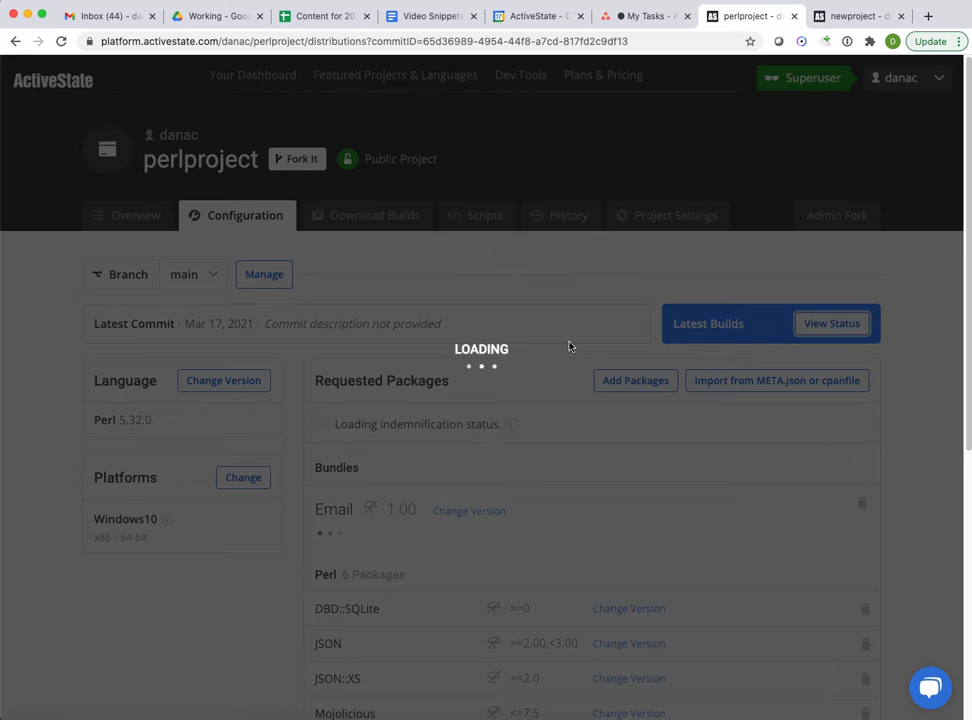 Inbox (44) - da
Working - Goog
Content for 20
Video Snippets
ActiveState - C
● My Tasks - A
perlproject - da
newproject - da
platform.activestate.com/danac/perlproject/distributions?commitID=65d36989-4954-44f8-a7cd-817fd2c9df13
D
Update
ActiveState
Your Dashboard
Featured Projects & Languages
Dev Tools
Plans & Pricing
Superuser
danac
danac
perlproject
Fork It
Public Project
Overview
Configuration
Download Builds
Scripts
History
Project Settings
Admin Fork
Branch
main
Manage
Latest Commit · Mar 17, 2021 · Commit description not provided
Latest Builds
View Status
LOADING
Language
Change Version
Perl 5.32.0
Platforms
Change
Windows10
x86 · 64-bit
Requested Packages
Add Packages
Import from META.json or cpanfile
Loading indemnification status.
Bundles
Email 1.00 Change Version
Perl 6 Packages
DBD::SQLite >=0 Change Version
JSON >=2.00,<3.00 Change Version
JSON::XS >=2.0 Change Version
Mojolicious <=7.5 Change Version